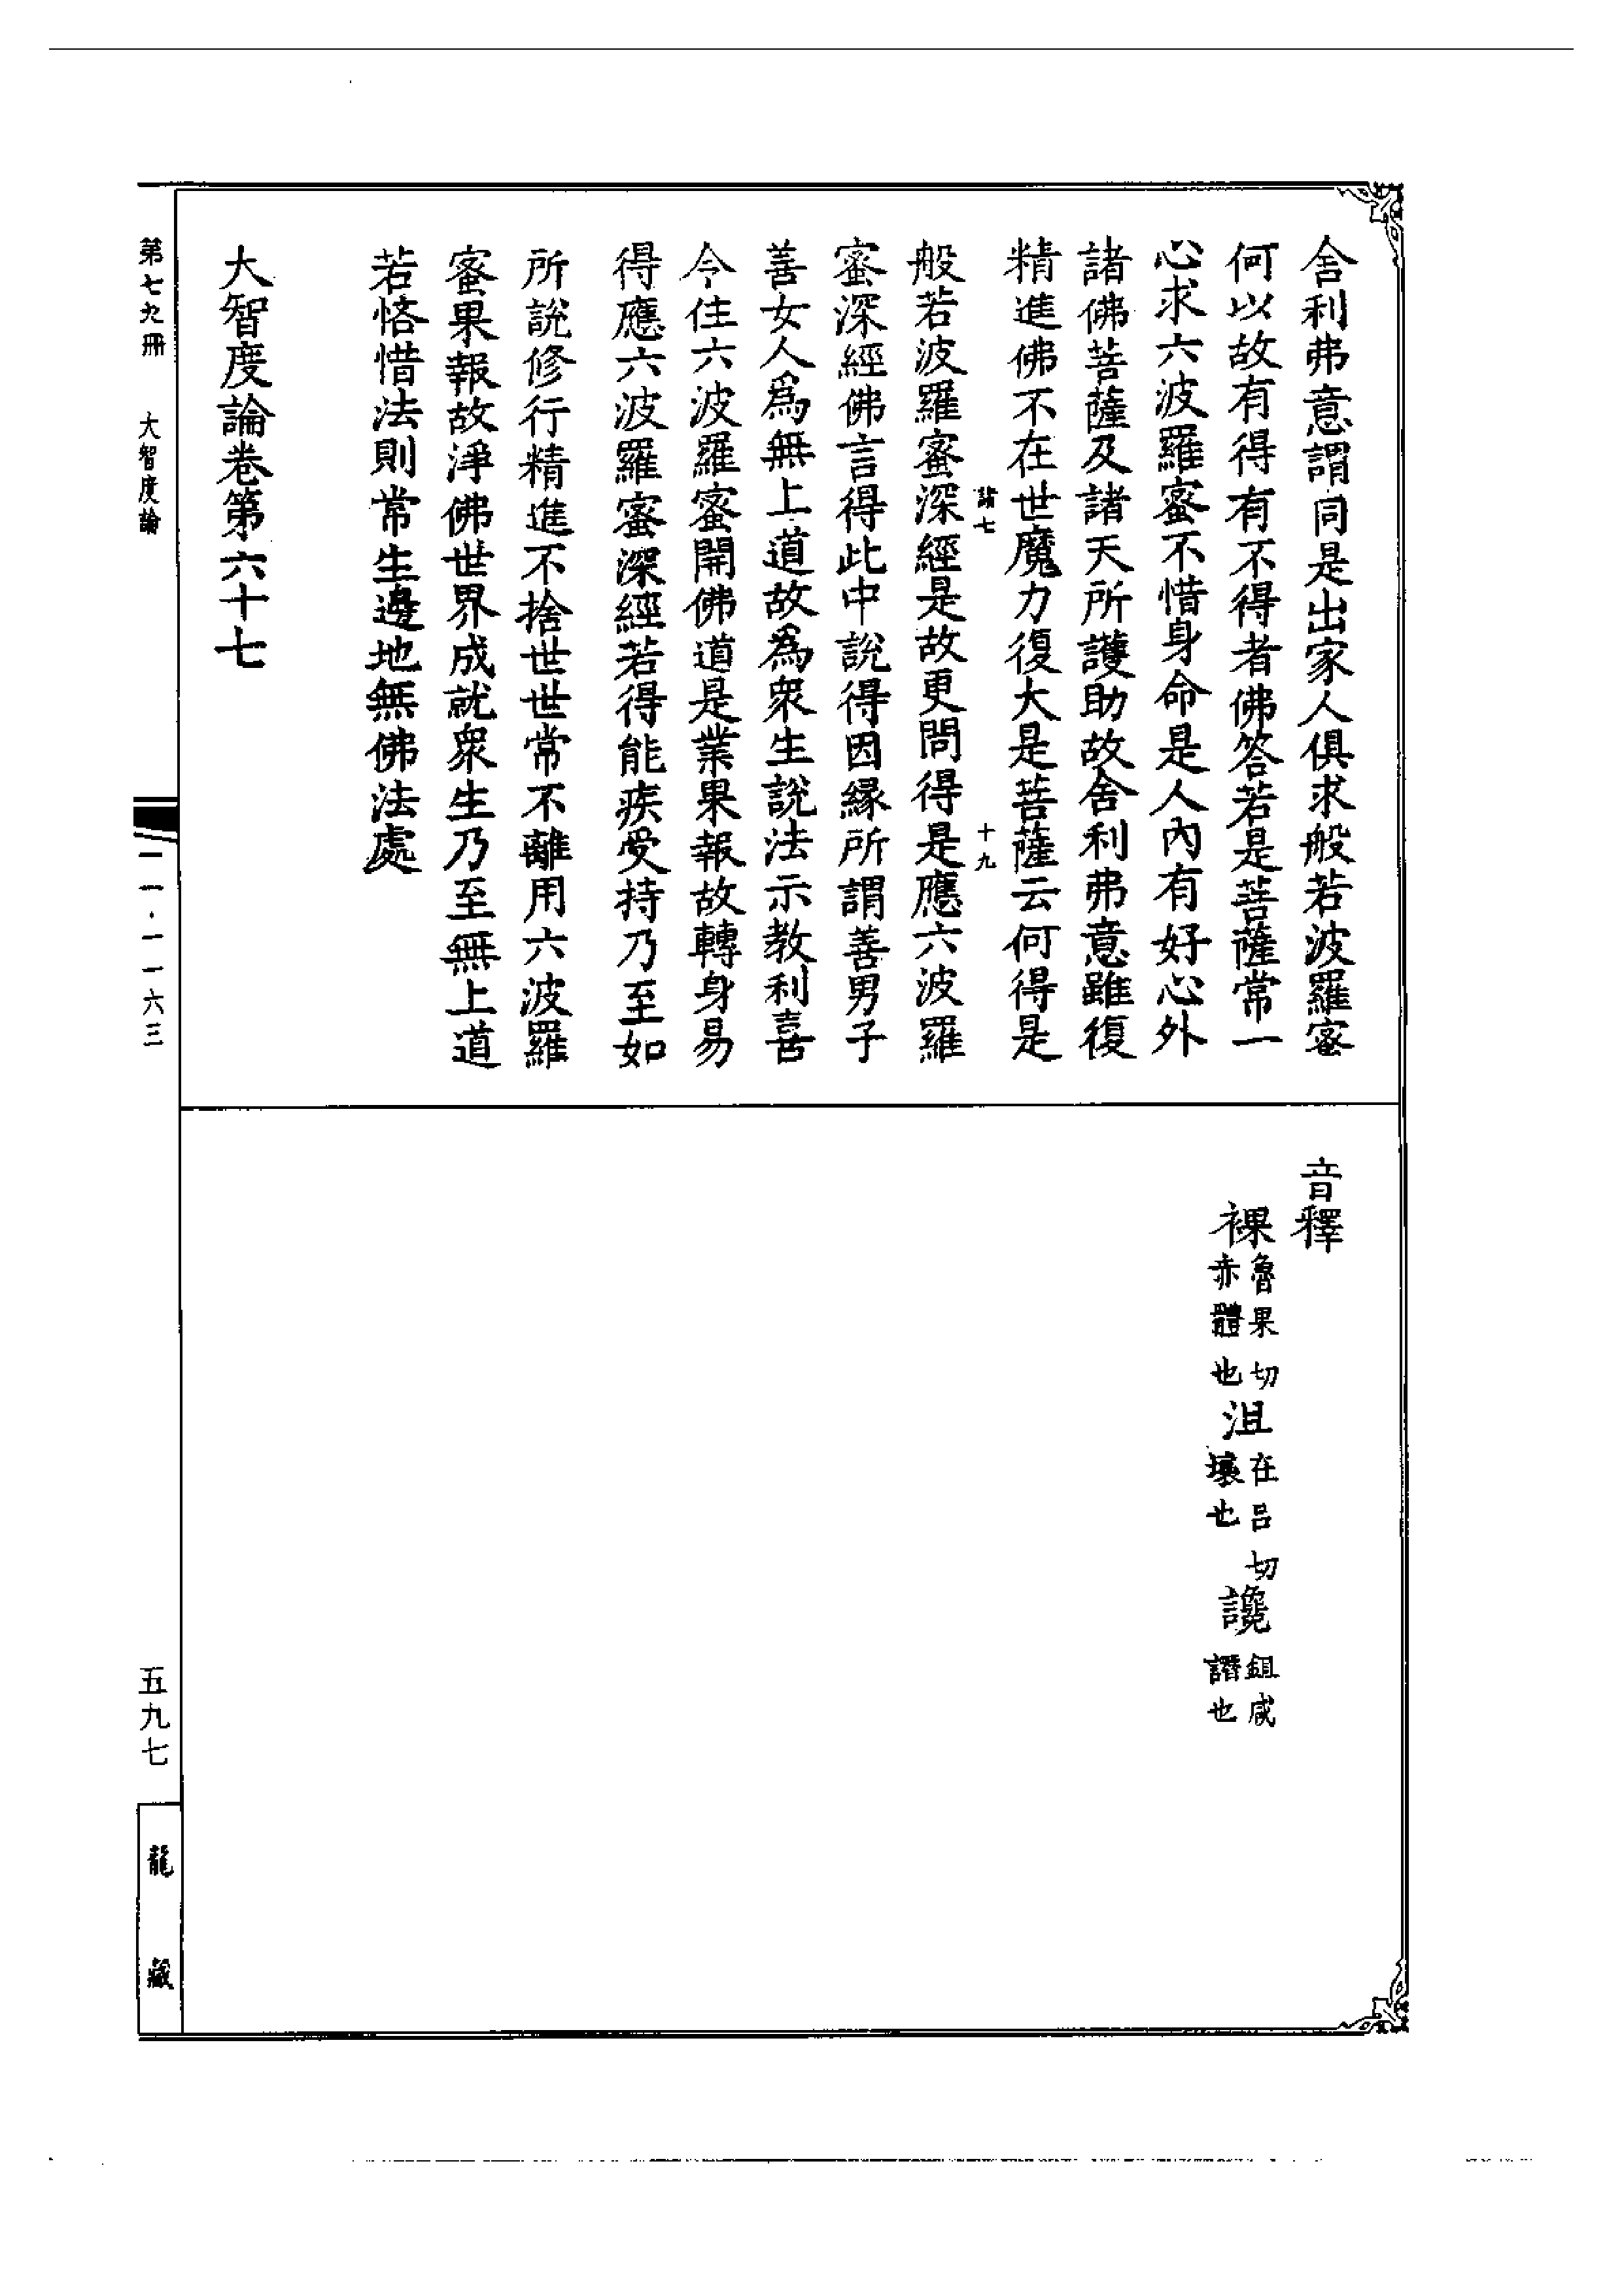 舍利弗意謂同是出家人俱求般若波羅蜜
何以故有得有不得者佛答若是菩薩常一
心求六波羅蜜不惜身命是人內有好心外
諸佛菩薩及諸天所護助故舍利弗意雖復
精進佛不在世魔力復大是菩薩云何得是
諸七 十九
般若波羅蜜深經是故更問得是應六波羅
蜜深經佛言得此中說得因緣所謂善男子
善女人爲無上道故爲衆生說法示教利喜
今住六波羅蜜開佛道是業果報故轉身易
得應六波羅蜜深經若得能疾受持乃至如
所說修行精進不捨世世常不離用六波羅
蜜果報故淨佛世界成就衆生乃至無上道
若悋惜法則常生邊地無佛法處
大智度論卷第六十七
音釋
裸 魯果切 赤體也 沮 在呂切 壞也 讒 鉏咸 譖也
第七九冊 大智度論
一一·一一六三
五九七
龍藏